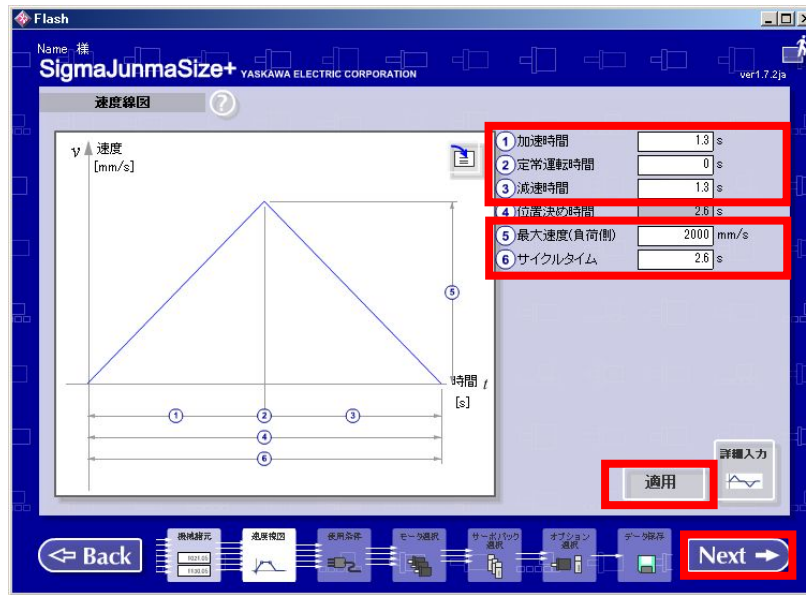 Flash
Name 様
SigmaJunmaSize+ YASKAWA ELECTRIC CORPORATION
ver1.7.2ja
速度線図
?
ν 速度
[mm/s]
① 加速時間 1.3 s
② 定常運転時間 0 s
③ 減速時間 1.3 s
④ 位置決め時間 2.6 s
⑤ 最大速度(負荷側) 2000 mm/s
⑥ サイクルタイム 2.6 s
⑤
時間 t
[s]
① ② ③
④
⑥
詳細入力
適用
Back
機械諸元
速度線図
使用条件
モータ選択
サーボパック
選択
オプション
選択
データ保存
Next